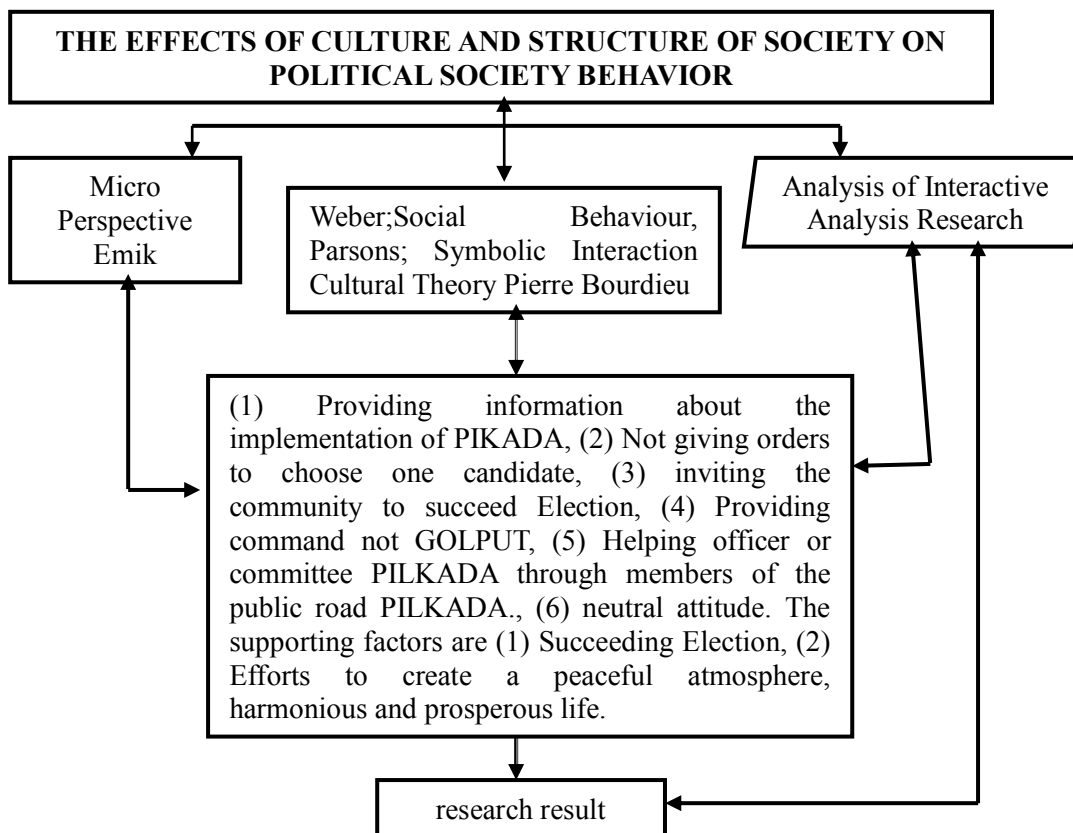 THE EFFECTS OF CULTURE AND STRUCTURE OF SOCIETY ON
POLITICAL SOCIETY BEHAVIOR
Micro
Perspective
Emik
Weber;Social Behaviour,
Parsons; Symbolic Interaction
Cultural Theory Pierre Bourdieu
Analysis of Interactive
Analysis Research
(1) Providing information about the
implementation of PIKADA, (2) Not giving orders
to choose one candidate, (3) inviting the
community to succeed Election, (4) Providing
command not GOLPUT, (5) Helping officer or
committee PILKADA through members of the
public road PILKADA., (6) neutral attitude. The
supporting factors are (1) Succeeding Election, (2)
Efforts to create a peaceful atmosphere,
harmonious and prosperous life.
research result